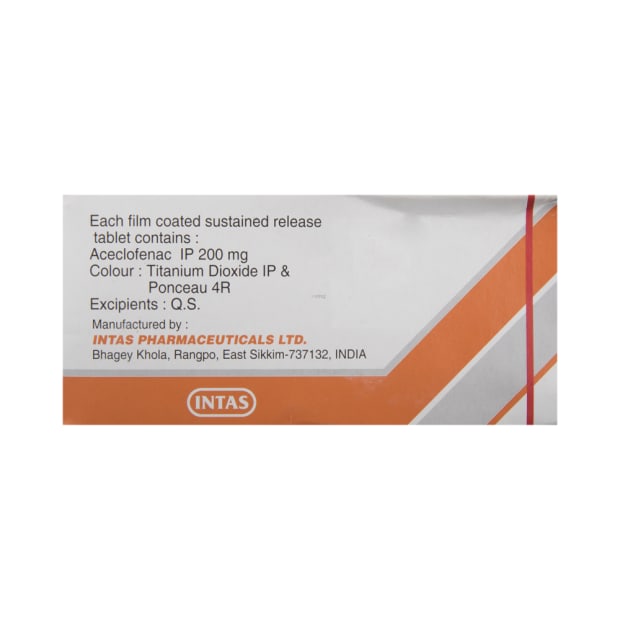 Each film coated sustained release
tablet contains :
Aceclofenac IP 200 mg
Colour : Titanium Dioxide IP &
Ponceau 4R
Excipients : Q.S.
Manufactured by :
INTAS PHARMACEUTICALS LTD.
Bhagey Khola, Rangpo, East Sikkim-737132, INDIA
INTAS